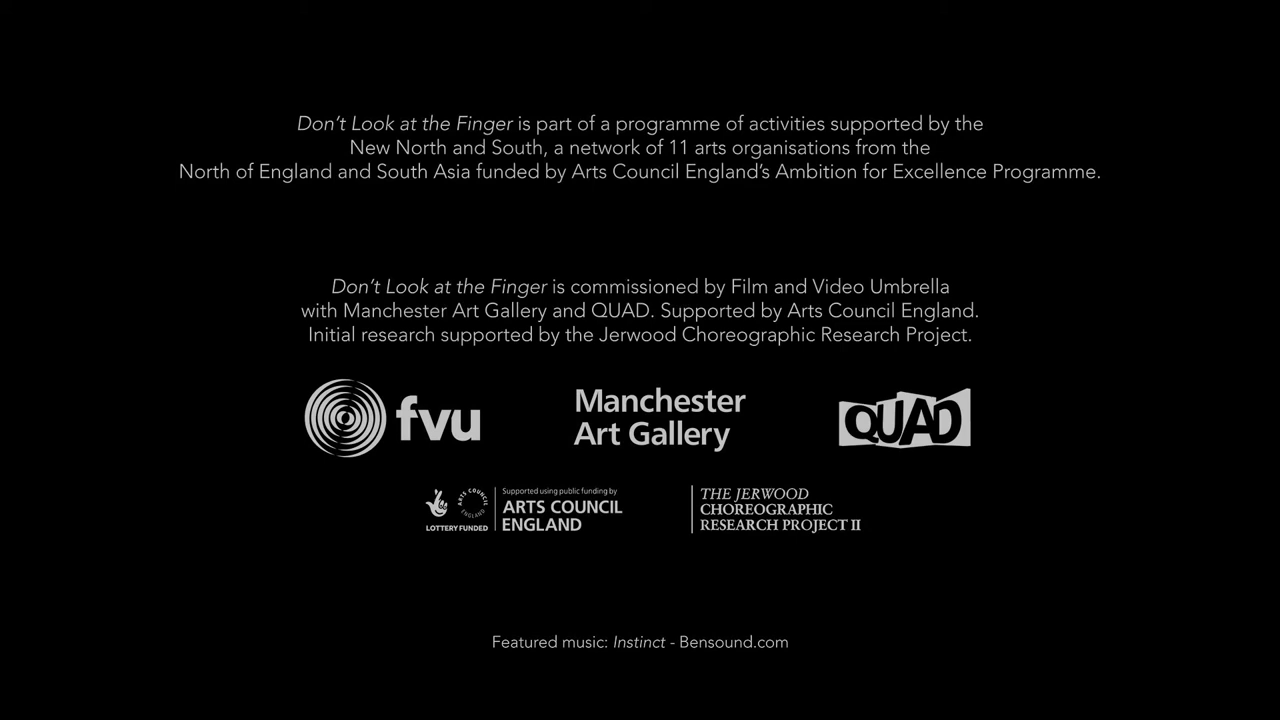 Don't Look at the Finger is part of a programme of activities supported by the
New North and South, a network of 11 arts organisations from the
North of England and South Asia funded by Arts Council England's Ambition for Excellence Programme.
Don't Look at the Finger is commissioned by Film and Video Umbrella
with Manchester Art Gallery and QUAD. Supported by Arts Council England.
Initial research supported by the Jerwood Choreographic Research Project.
fvu
Manchester
Art Gallery
QUAD
ARTS COUNCIL
ENGLAND
LOTTERY FUNDED
Supported using public funding by
ARTS COUNCIL
ENGLAND
THE JERWOOD
CHOREOGRAPHIC
RESEARCH PROJECT II
Featured music: Instinct - Bensound.com